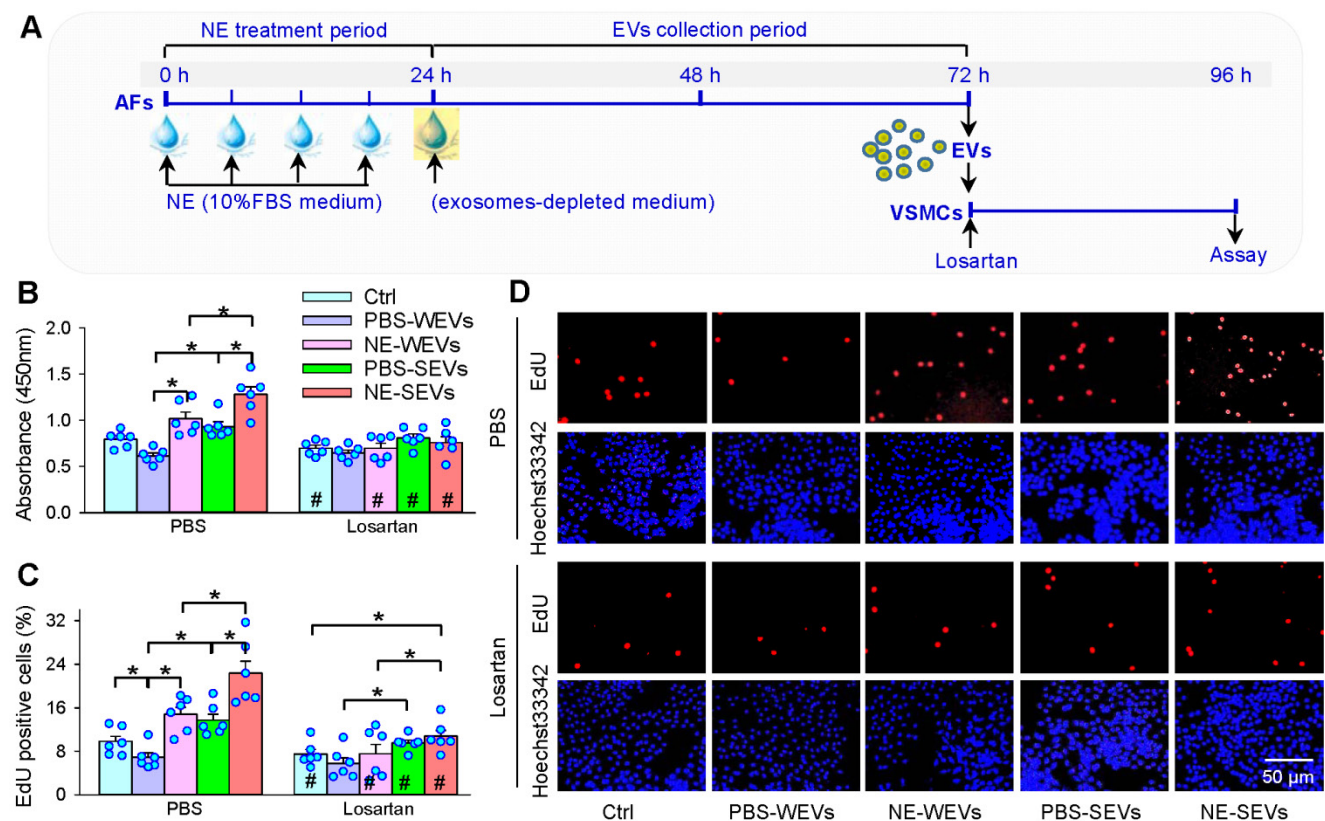 A
NE treatment period
EVs collection period
0 h
24 h
48 h
72 h
96 h
AFs
EVs
NE (10%FBS medium)
(exosomes-depleted medium)
VSMCs
Losartan
Assay
B
Ctrl
PBS-WEVs
NE-WEVs
PBS-SEVs
NE-SEVs
Absorbance (450nm)
2.0
1.5
1.0
0.5
0.0
* * * *
# # # #
PBS
Losartan
C
EdU positive cells (%)
32
24
16
8
0
* * * * *
* * *
# # # #
PBS
Losartan
D
PBS
EdU
Hoechst33342
Losartan
EdU
Hoechst33342
50 µm
Ctrl
PBS-WEVs
NE-WEVs
PBS-SEVs
NE-SEVs